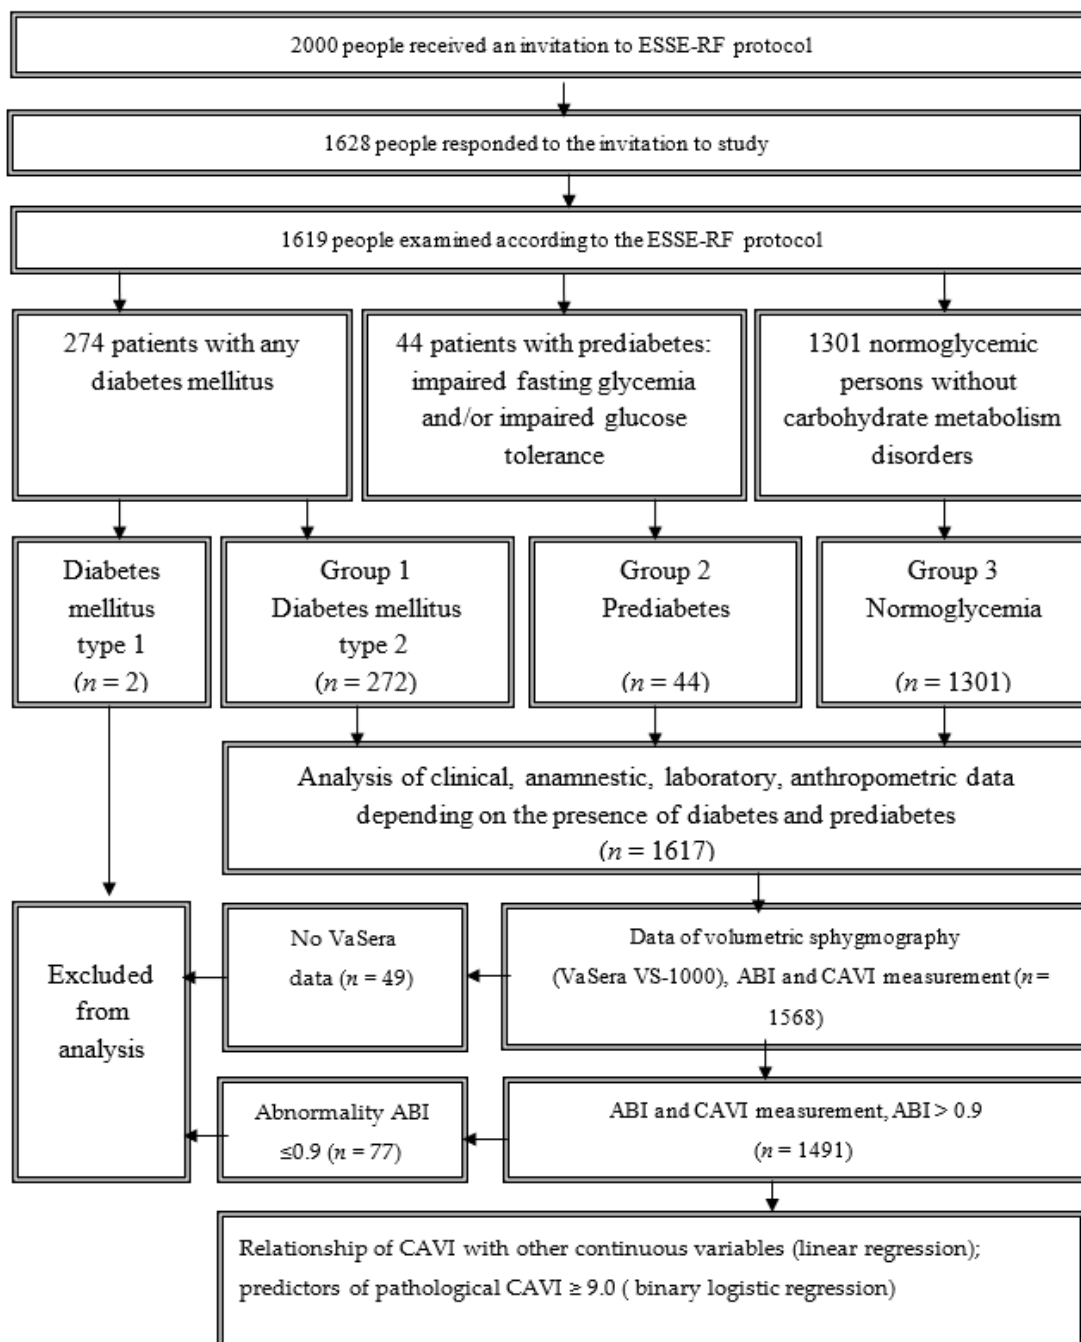 2000 people received an invitation to ESSE-RF protocol
1628 people responded to the invitation to study
1619 people examined according to the ESSE-RF protocol
274 patients with any
diabetes mellitus
44 patients with prediabetes:
impaired fasting glycemia
and/or impaired glucose
tolerance
1301 normoglycemic
persons without
carbohydrate metabolism
disorders
Diabetes
mellitus
type 1
(n = 2)
Group 1
Diabetes mellitus
type 2
(n = 272)
Group 2
Prediabetes
(n = 44)
Group 3
Normoglycemia
(n = 1301)
Analysis of clinical, anamnestic, laboratory, anthropometric data
depending on the presence of diabetes and prediabetes
(n = 1617)
Excluded
from
analysis
No VaSera
data (n = 49)
Data of volumetric sphygmography
(VaSera VS-1000), ABI and CAVI measurement (n =
1568)
Abnormality ABI
≤0.9 (n = 77)
ABI and CAVI measurement, ABI > 0.9
(n = 1491)
Relationship of CAVI with other continuous variables (linear regression);
predictors of pathological CAVI ≥ 9.0 ( binary logistic regression)